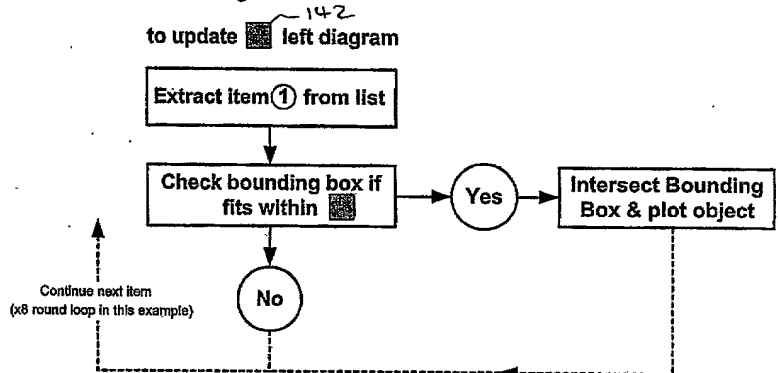 142
to update left diagram
Extract item ① from list
Check bounding box if
fits within
Yes
Intersect Bounding
Box & plot object
No
Continue next item
(x8 round loop in this example)